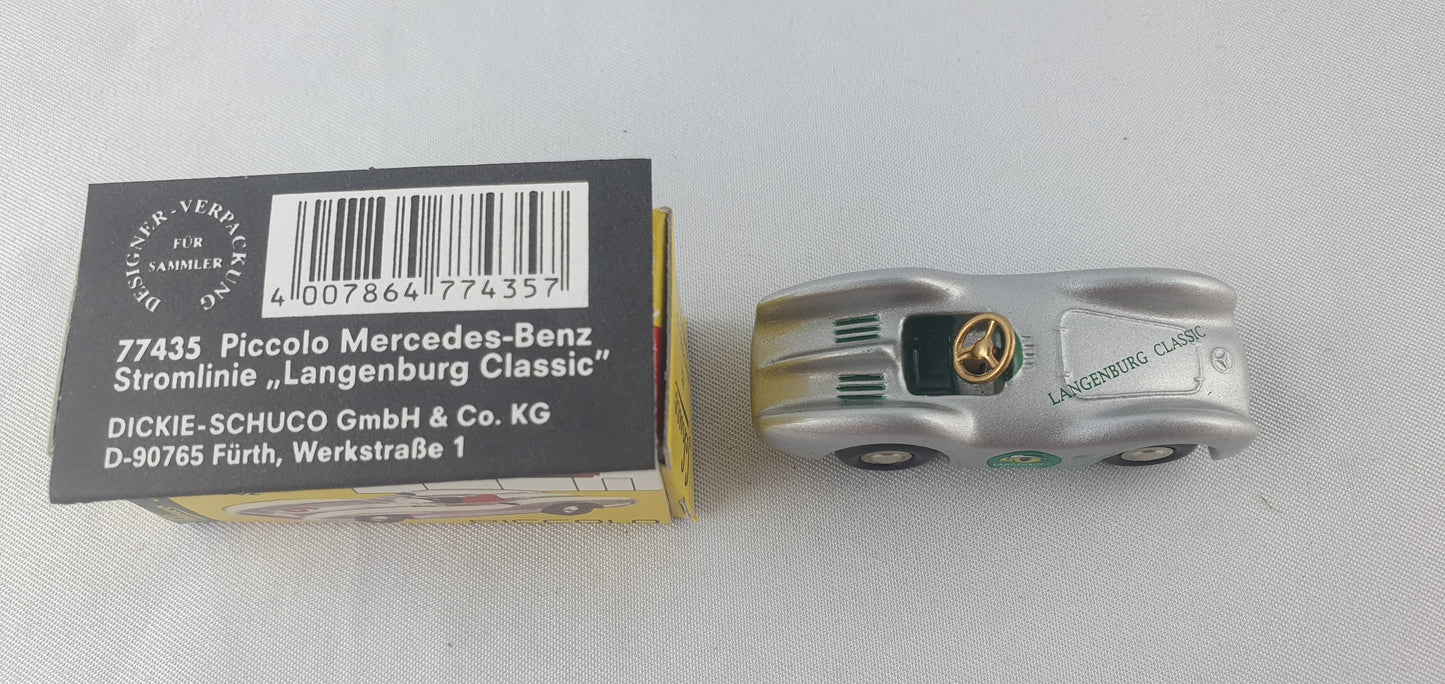 DESIGNER-VERPACKUNG
FÜR
SAMMLER
4 007864 774357
77435 Piccolo Mercedes-Benz
Stromlinie „Langenburg Classic”
DICKIE-SCHUCO GmbH & Co. KG
D-90765 Fürth, Werkstraße 1
PICCOLO
LANGENBURG CLASSIC